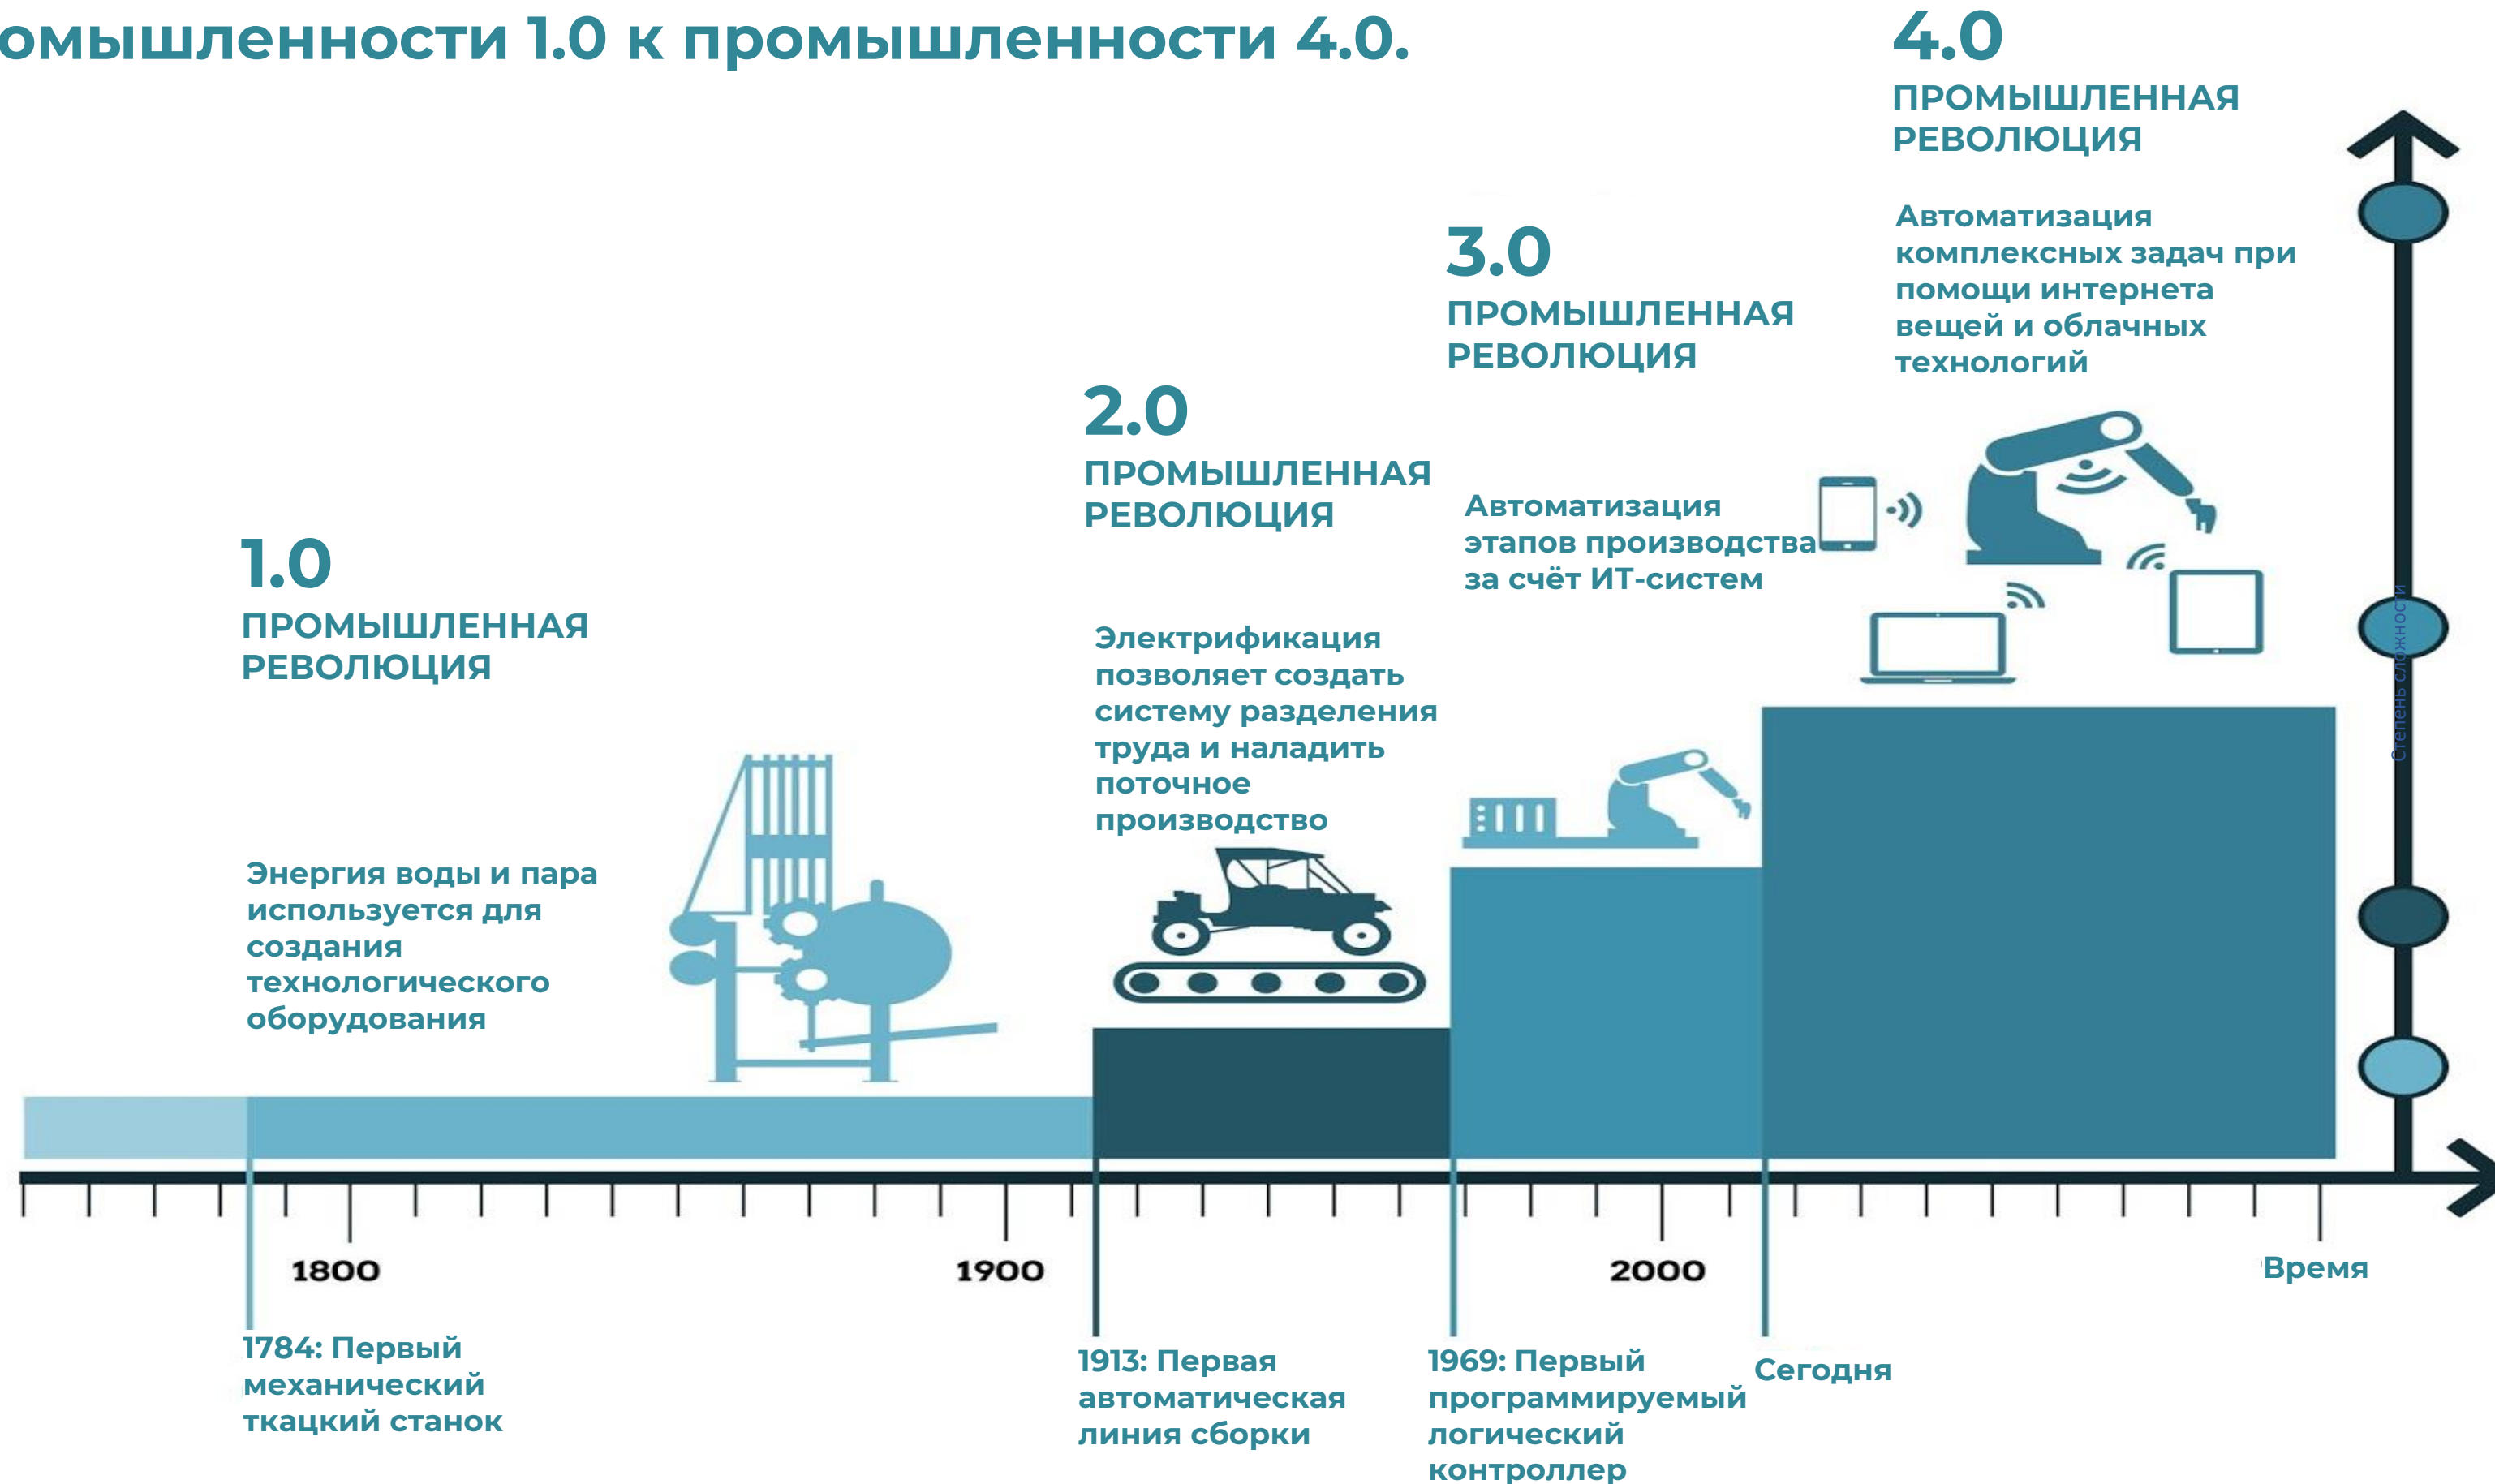 омышленности 1.0 к промышленности 4.0.
4.0
ПРОМЫШЛЕННАЯ
РЕВОЛЮЦИЯ
Автоматизация
комплексных задач при
помощи интернета
вещей и облачных
технологий
3.0
ПРОМЫШЛЕННАЯ
РЕВОЛЮЦИЯ
Автоматизация
этапов производства
за счёт ИТ-систем
2.0
ПРОМЫШЛЕННАЯ
РЕВОЛЮЦИЯ
Электрификация
позволяет создать
систему разделения
труда и наладить
поточное
производство
1.0
ПРОМЫШЛЕННАЯ
РЕВОЛЮЦИЯ
Энергия воды и пара
используется для
создания
технологического
оборудования
Степень сложности
1800
1900
2000
Время
1784: Первый
механический
ткацкий станок
1913: Первая
автоматическая
линия сборки
1969: Первый
программируемый
логический
контроллер
Сегодня